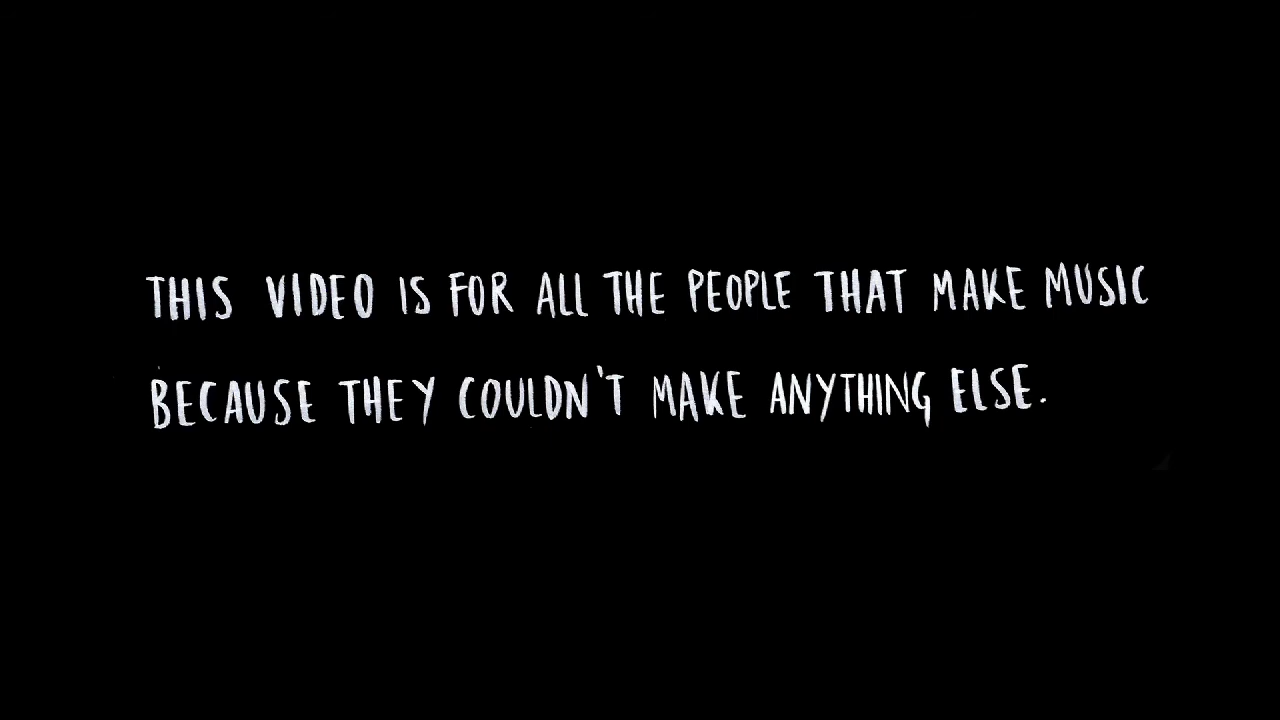 THIS VIDEO IS FOR ALL THE PEOPLE THAT MAKE MUSIC
BECAUSE THEY COULDN'T MAKE ANYTHING ELSE.